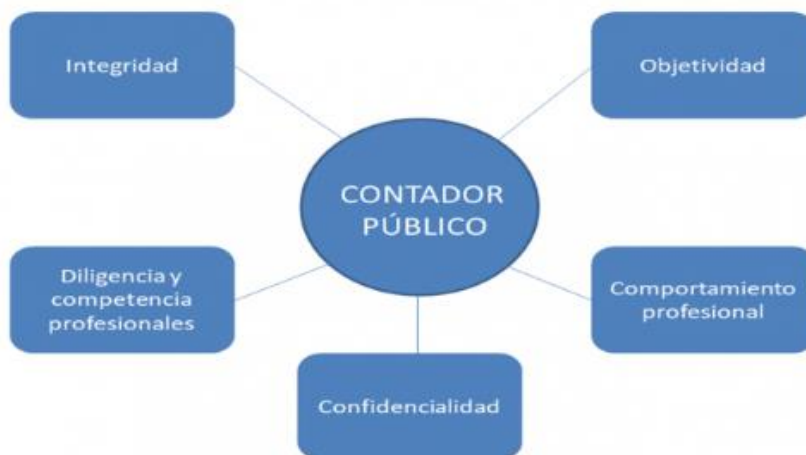 Integridad
Objetividad
CONTADOR
PÚBLICO
Diligencia y
competencia
profesionales
Comportamiento
profesional
Confidencialidad